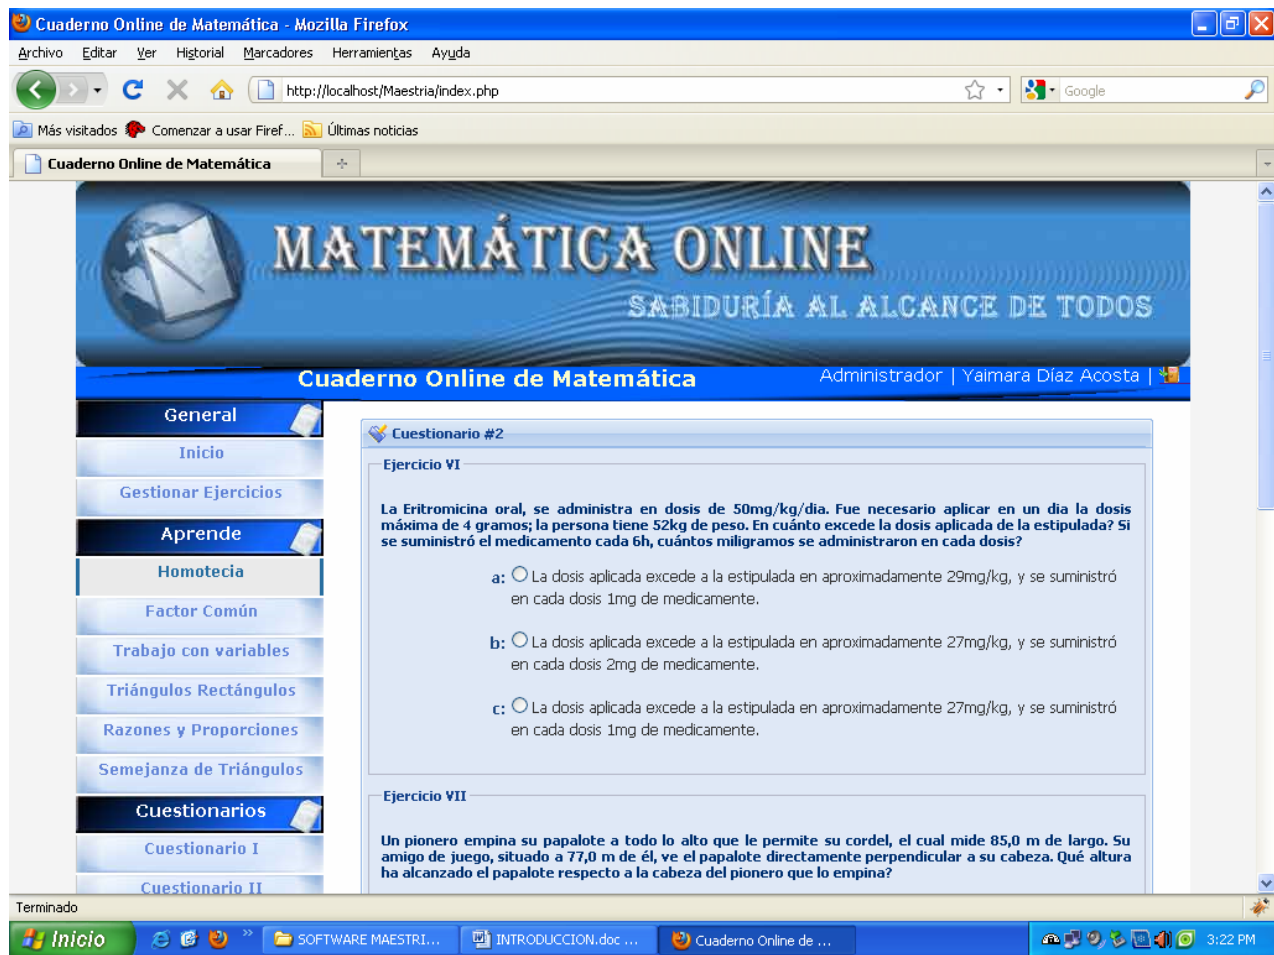 Cuaderno Online de Matemática - Mozilla Firefox
Archivo Editar Ver Historial Marcadores Herramientas Ayuda
http://localhost/Maestria/index.php
Google
Más visitados Comenzar a usar Firef... Últimas noticias
Cuaderno Online de Matemática
MATEMÁTICA ONLINE
SABIDURÍA AL ALCANCE DE TODOS
Cuaderno Online de Matemática
Administrador | Yaimara Díaz Acosta |
General
Inicio
Gestionar Ejercicios
Aprende
Homotecia
Factor Común
Trabajo con variables
Triángulos Rectángulos
Razones y Proporciones
Semejanza de Triángulos
Cuestionarios
Cuestionario I
Cuestionario II
Cuestionario #2
Ejercicio VI
La Eritromicina oral, se administra en dosis de 50mg/kg/dia. Fue necesario aplicar en un dia la dosis
máxima de 4 gramos; la persona tiene 52kg de peso. En cuánto excede la dosis aplicada de la estipulada? Si
se suministró el medicamento cada 6h, cuántos miligramos se administraron en cada dosis?
a: La dosis aplicada excede a la estipulada en aproximadamente 29mg/kg, y se suministró
en cada dosis 1mg de medicamente.
b: La dosis aplicada excede a la estipulada en aproximadamente 27mg/kg, y se suministró
en cada dosis 2mg de medicamente.
c: La dosis aplicada excede a la estipulada en aproximadamente 27mg/kg, y se suministró
en cada dosis 1mg de medicamente.
Ejercicio VII
Un pionero empina su papalote a todo lo alto que le permite su cordel, el cual mide 85,0 m de largo. Su
amigo de juego, situado a 77,0 m de él, ve el papalote directamente perpendicular a su cabeza. Qué altura
ha alcanzado el papalote respecto a la cabeza del pionero que lo empina?
Terminado
Inicio
SOFTWARE MAESTRI...
INTRODUCCION.doc ...
Cuaderno Online de ...
3:22 PM